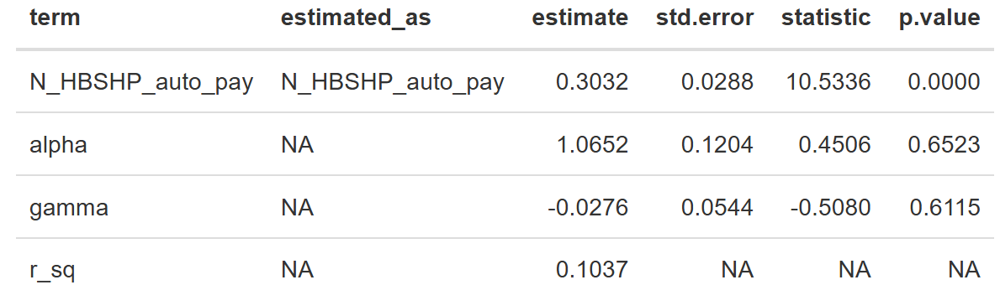 term estimated_as estimate std.error statistic p.value
N_HBSHP_auto_pay N_HBSHP_auto_pay 0.3032 0.0288 10.5336 0.0000
alpha NA 1.0652 0.1204 0.4506 0.6523
gamma NA -0.0276 0.0544 -0.5080 0.6115
r_sq NA 0.1037 NA NA NA